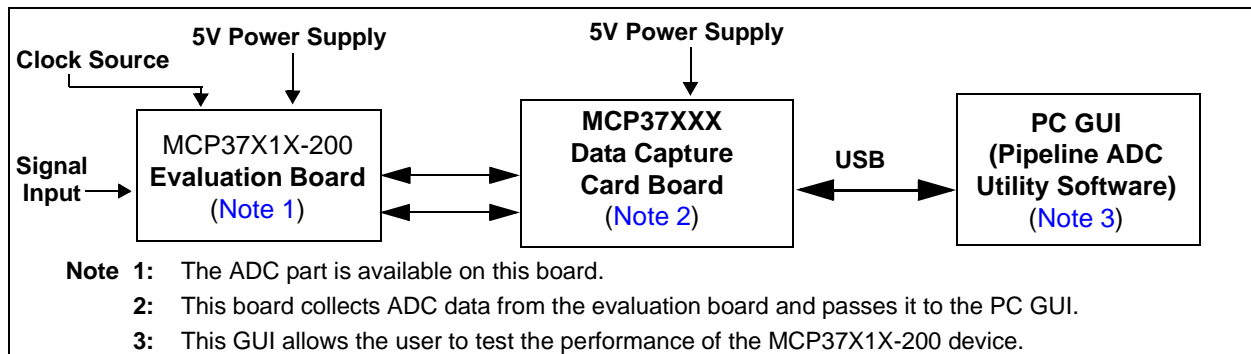 5V Power Supply
5V Power Supply
Clock Source
MCP37X1X-200
Evaluation Board
(Note 1)
Signal
Input
MCP37XXX
Data Capture
Card Board
(Note 2)
USB
PC GUI
(Pipeline ADC
Utility Software)
(Note 3)
Note 1: The ADC part is available on this board.
2: This board collects ADC data from the evaluation board and passes it to the PC GUI.
3: This GUI allows the user to test the performance of the MCP37X1X-200 device.